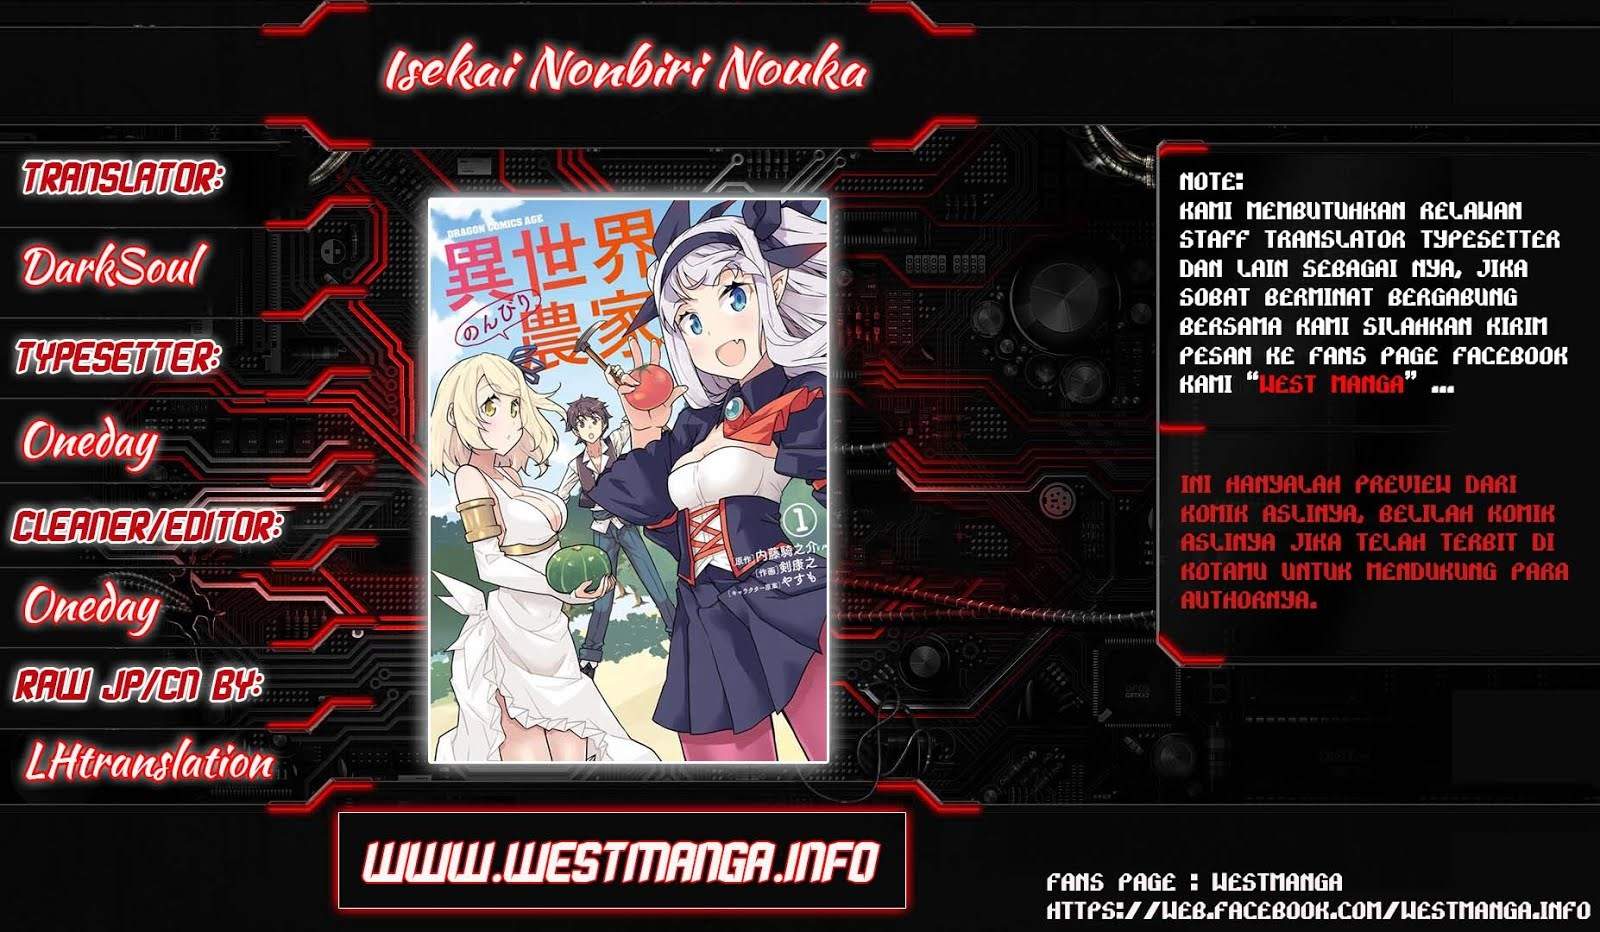 Isekai Nonbiri Nouka
TRANSLATOR:
DarkSoul
TYPESETTER:
Oneday
CLEANER/EDITOR:
Oneday
RAW JP/CN BY:
LHtranslation
DRAGON COMICS AGE
異世界
のんびり
農家
1
[原作]内藤騎之介
[作画]剣康之
[キャラクター原案]やすも
WWW.WESTMANGA.INFO
NOTE:
KAMI MEMBUTUHKAN RELAWAN
STAFF TRANSLATOR TYPESETTER
DAN LAIN SEBAGAI NYA, JIKA
SOBAT BERMINAT BERGABUNG
BERSAMA KAMI SILAHKAN KIRIM
PESAN KE FANS PAGE FACEBOOK
KAMI "WEST MANGA" ...
INI HANYALAH PREVIEW DARI
KOMIK ASLINYA, BELILAH KOMIK
ASLINYA JIKA TELAH TERBIT DI
KOTAMU UNTUK MENDUKUNG PARA
AUTHORNYA.
FANS PAGE : WESTMANGA
HTTPS://WEB.FACEBOOK.COM/WESTMANGA.INFO